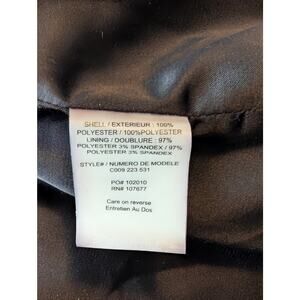 SHELL / EXTERIEUR : 100%
POLYESTER / 100%POLYESTER
LINING / DOUBLURE : 97%
POLYESTER 3% SPANDEX / 97%
POLYESTER 3% SPANDEX
STYLE# / NUMERO DE MODELE
C009 223 531
PO# 102010
RN# 107677
Care on reverse
Entretien Au Dos